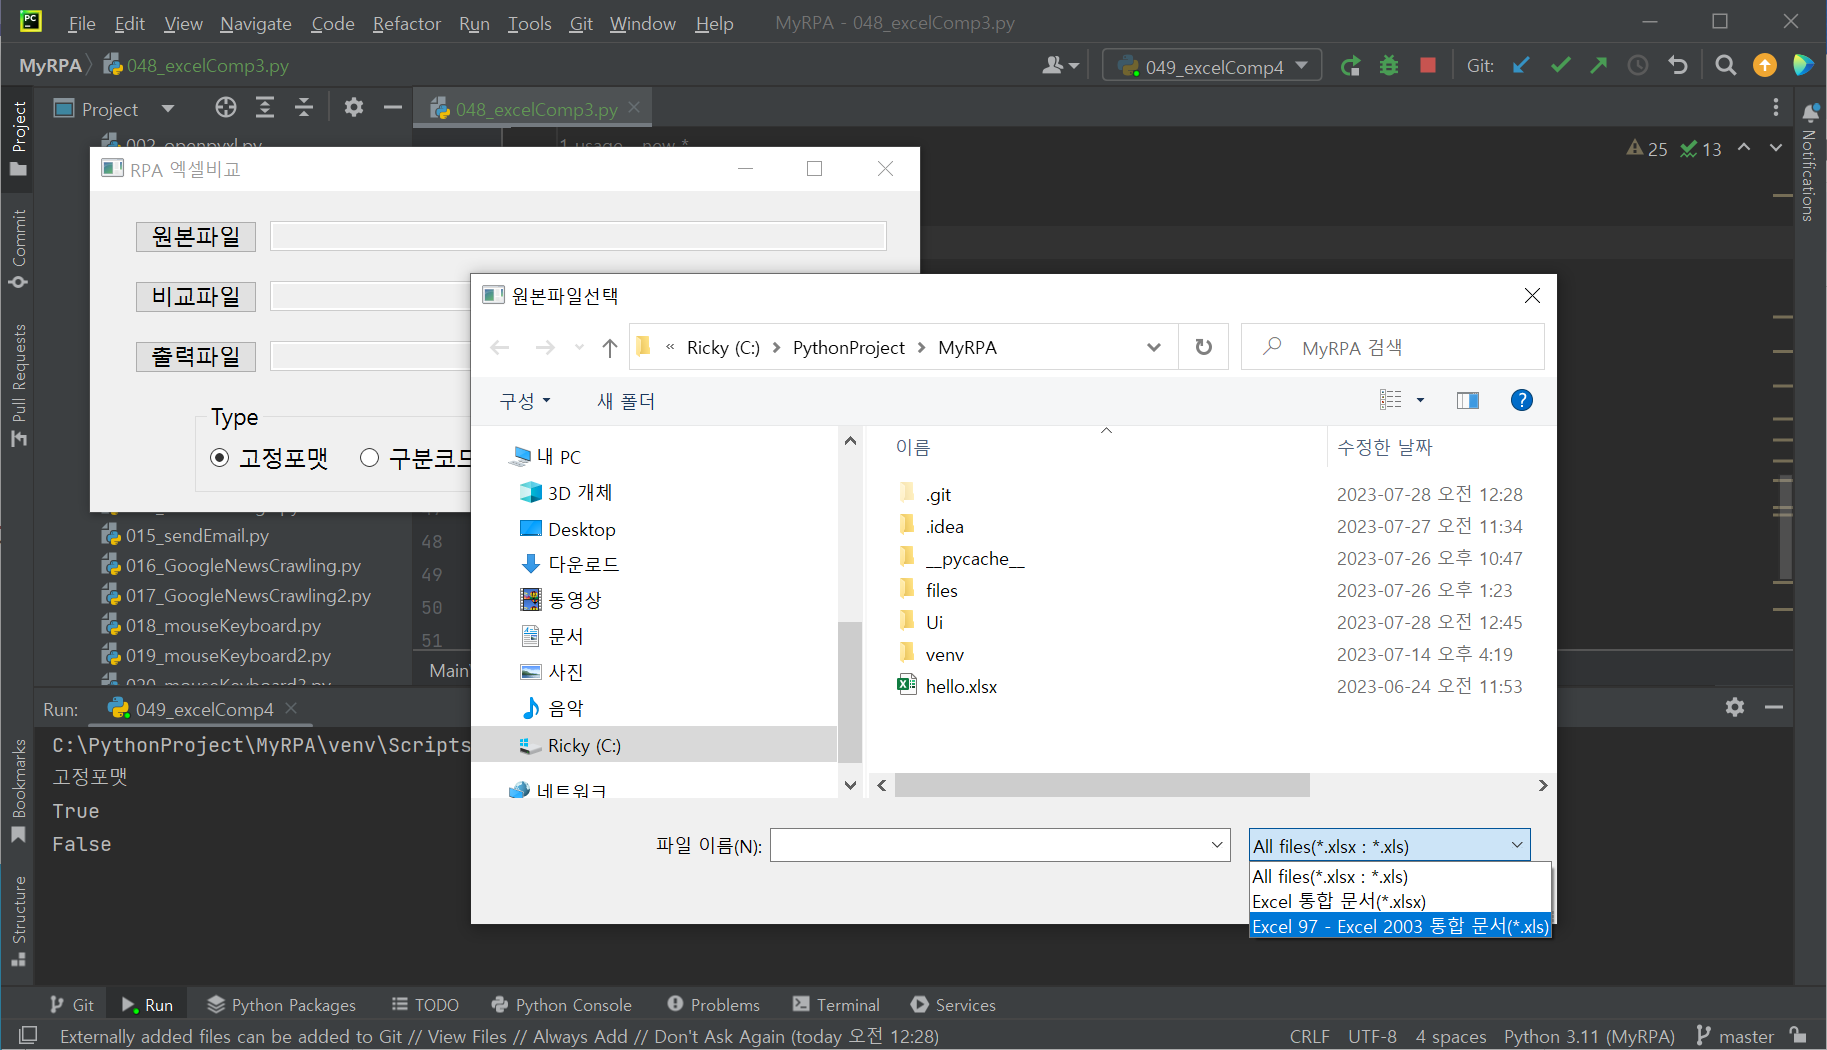 File Edit View Navigate Code Refactor Run Tools Git Window Help MyRPA - 048_excelComp3.py
MyRPA 048_excelComp3.py 049_excelComp4 Git:
Project
048_excelComp3.py
1 usage new *
25 13
Project
Commit
Pull Requests
Bookmarks
Structure
Notifications
RPA 엑셀비교
원본파일
비교파일
출력파일
Type
고정포맷 구분코드
015_sendEmail.py
016_GoogleNewsCrawling.py
017_GoogleNewsCrawling2.py
018_mouseKeyboard.py
019_mouseKeyboard2.py
020_mouseKeyboard3.py
48
49
50
51
원본파일선택
« Ricky (C:) > PythonProject > MyRPA
MyRPA 검색
구성 새 폴더
내 PC
3D 개체
Desktop
다운로드
동영상
문서
사진
음악
Ricky (C:)
네트워크
이름 수정한 날짜
.git 2023-07-28 오전 12:28
.idea 2023-07-27 오전 11:34
__pycache__ 2023-07-26 오후 10:47
files 2023-07-26 오후 1:23
Ui 2023-07-28 오전 12:45
venv 2023-07-14 오후 4:19
hello.xlsx 2023-06-24 오전 11:53
파일 이름(N): All files(*.xlsx : *.xls)
All files(*.xlsx : *.xls)
Excel 통합 문서(*.xlsx)
Excel 97 - Excel 2003 통합 문서(*.xls)
Run: 049_excelComp4
C:\PythonProject\MyRPA\venv\Scripts
고정포맷
True
False
Git Run Python Packages TODO Python Console Problems Terminal Services
Externally added files can be added to Git // View Files // Always Add // Don't Ask Again (today 오전 12:28)
CRLF UTF-8 4 spaces Python 3.11 (MyRPA) master